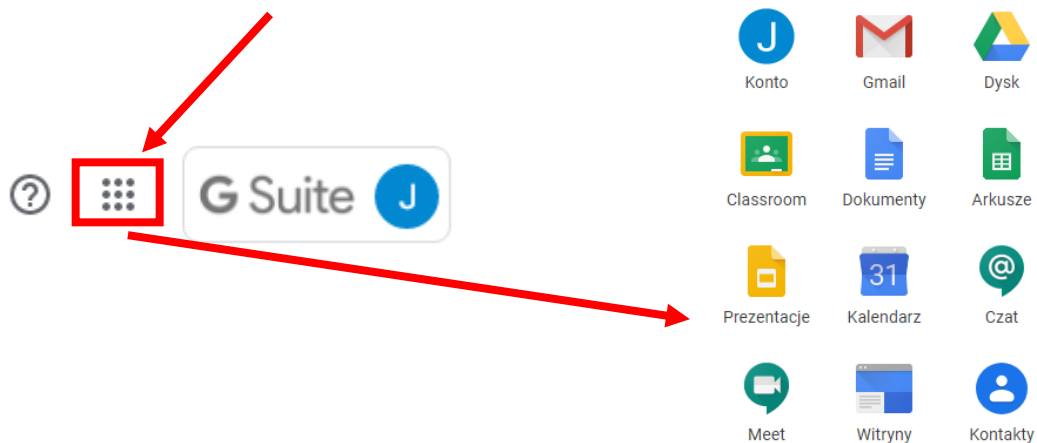 ?
G Suite J
J
Konto Gmail Dysk
Classroom Dokumenty Arkusze
31 @
Prezentacje Kalendarz Czat
Meet Witryny Kontakty